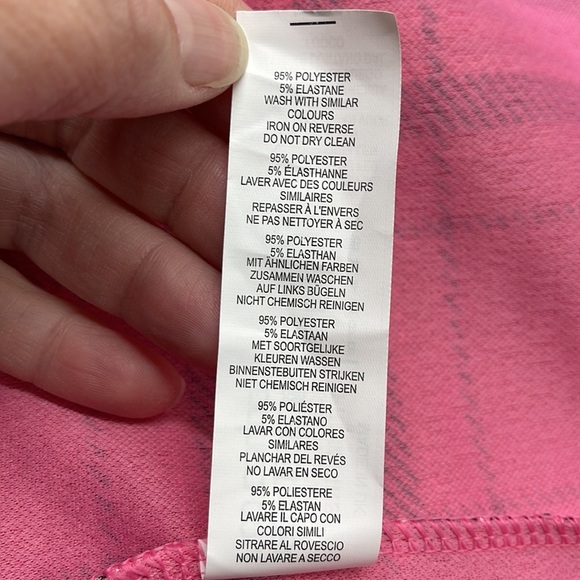 95% POLYESTER
5% ELASTANE
WASH WITH SIMILAR
COLOURS
IRON ON REVERSE
DO NOT DRY CLEAN
95% POLYESTER
5% ÉLASTHANNE
LAVER AVEC DES COULEURS
SIMILAIRES
REPASSER À L'ENVERS
NE PAS NETTOYER À SEC
95% POLYESTER
5% ELASTHAN
MIT ÄHNLICHEN FARBEN
ZUSAMMEN WASCHEN
AUF LINKS BÜGELN
NICHT CHEMISCH REINIGEN
95% POLYESTER
5% ELASTAAN
MET SOORTGELIJKE
KLEUREN WASSEN
BINNENSTEBUITEN STRIJKEN
NIET CHEMISCH REINIGEN
95% POLIÉSTER
5% ELASTANO
LAVAR CON COLORES
SIMILARES
PLANCHAR DEL REVÉS
NO LAVAR EN SECO
95% POLIESTERE
5% ELASTAN
LAVARE IL CAPO CON
COLORI SIMILI
SITRARE AL ROVESCIO
NON LAVARE A SECCO